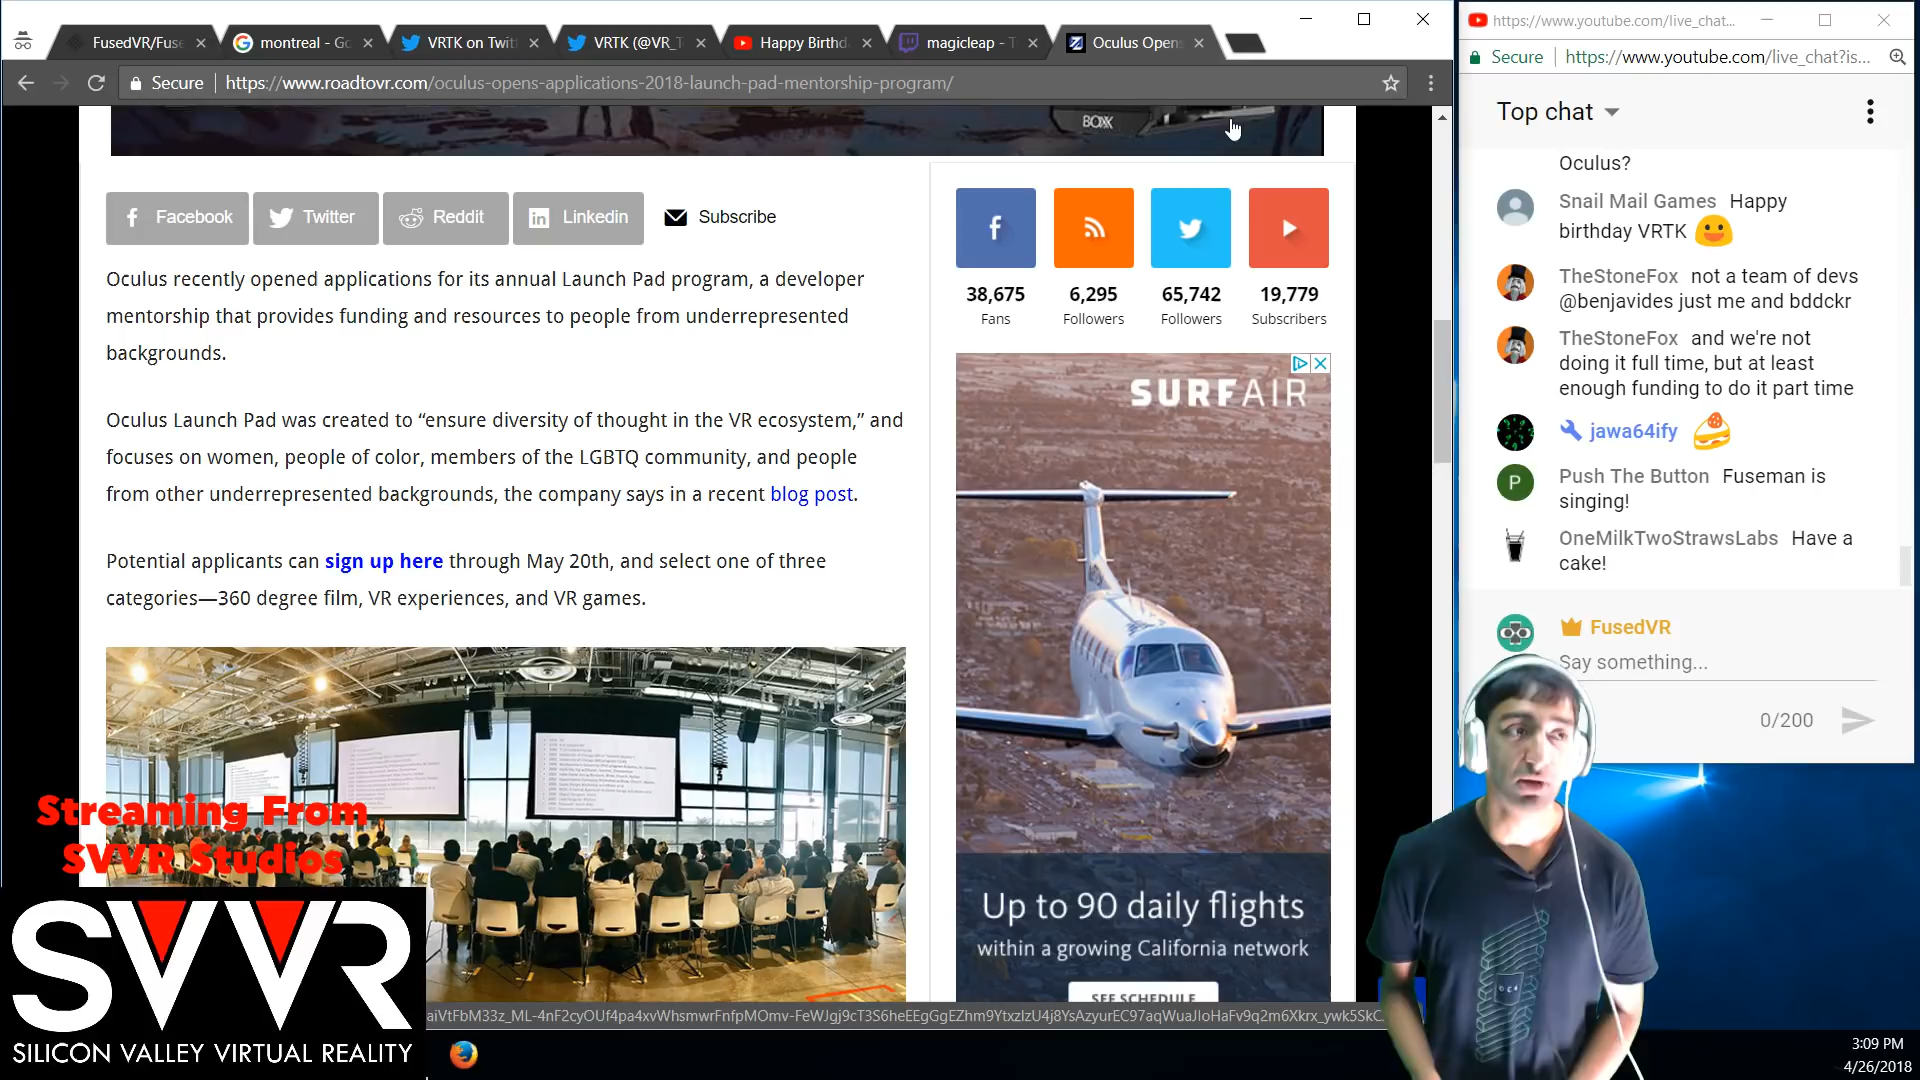 FusedVR/Fuse
montreal - Go
VRTK on Twit
VRTK (@VR_T
Happy Birthd
magicleap - T
Oculus Opens
Secure
https://www.roadtovr.com/oculus-opens-applications-2018-launch-pad-mentorship-program/
BOXX
Facebook
Twitter
Reddit
Linkedin
Subscribe
Oculus recently opened applications for its annual Launch Pad program, a developer
mentorship that provides funding and resources to people from underrepresented
backgrounds.
Oculus Launch Pad was created to “ensure diversity of thought in the VR ecosystem,” and
focuses on women, people of color, members of the LGBTQ community, and people
from other underrepresented backgrounds, the company says in a recent blog post.
Potential applicants can sign up here through May 20th, and select one of three
categories—360 degree film, VR experiences, and VR games.
38,675
Fans
6,295
Followers
65,742
Followers
19,779
Subscribers
SURFAIR
Up to 90 daily flights
within a growing California network
SEE SCHEDULE
Streaming From
SVVR Studios
SVVR
SILICON VALLEY VIRTUAL REALITY
https://www.youtube.com/live_chat...
Secure
https://www.youtube.com/live_chat?is...
Top chat
Oculus?
Snail Mail Games Happy
birthday VRTK
TheStoneFox not a team of devs
@benjavides just me and bddckr
TheStoneFox and we're not
doing it full time, but at least
enough funding to do it part time
jawa64ify
P
Push The Button Fuseman is
singing!
OneMilkTwoStrawsLabs Have a
cake!
FusedVR
Say something...
0/200
3:09 PM
4/26/2018